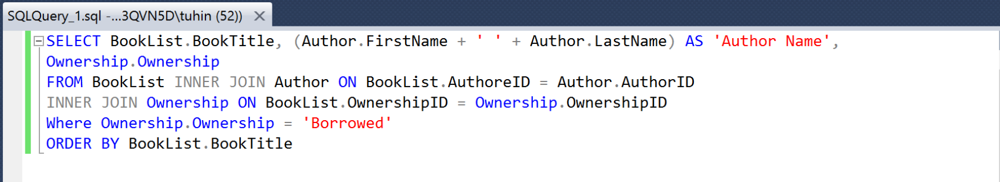 SQLQuery_1.sql -...3QVN5D\tuhin (52))
SELECT BookList.BookTitle, (Author.FirstName + ' ' + Author.LastName) AS 'Author Name',
Ownership.Ownership
FROM BookList INNER JOIN Author ON BookList.AuthoreID = Author.AuthorID
INNER JOIN Ownership ON BookList.OwnershipID = Ownership.OwnershipID
Where Ownership.Ownership = 'Borrowed'
ORDER BY BookList.BookTitle